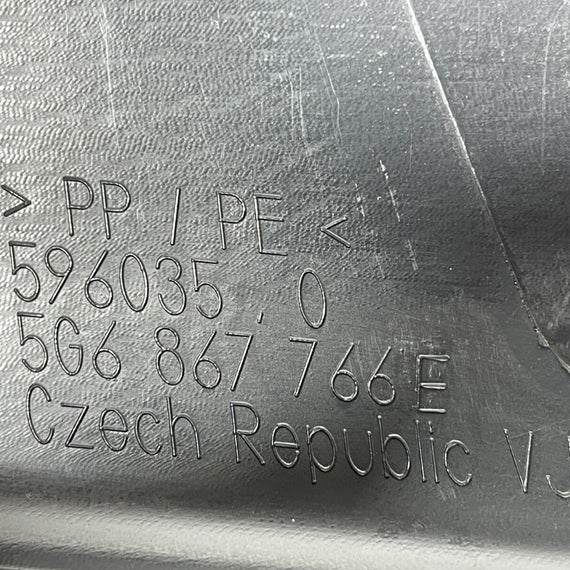 > PP / PE <
596035.0
5G6 867 766 E
Czech Republic VJ